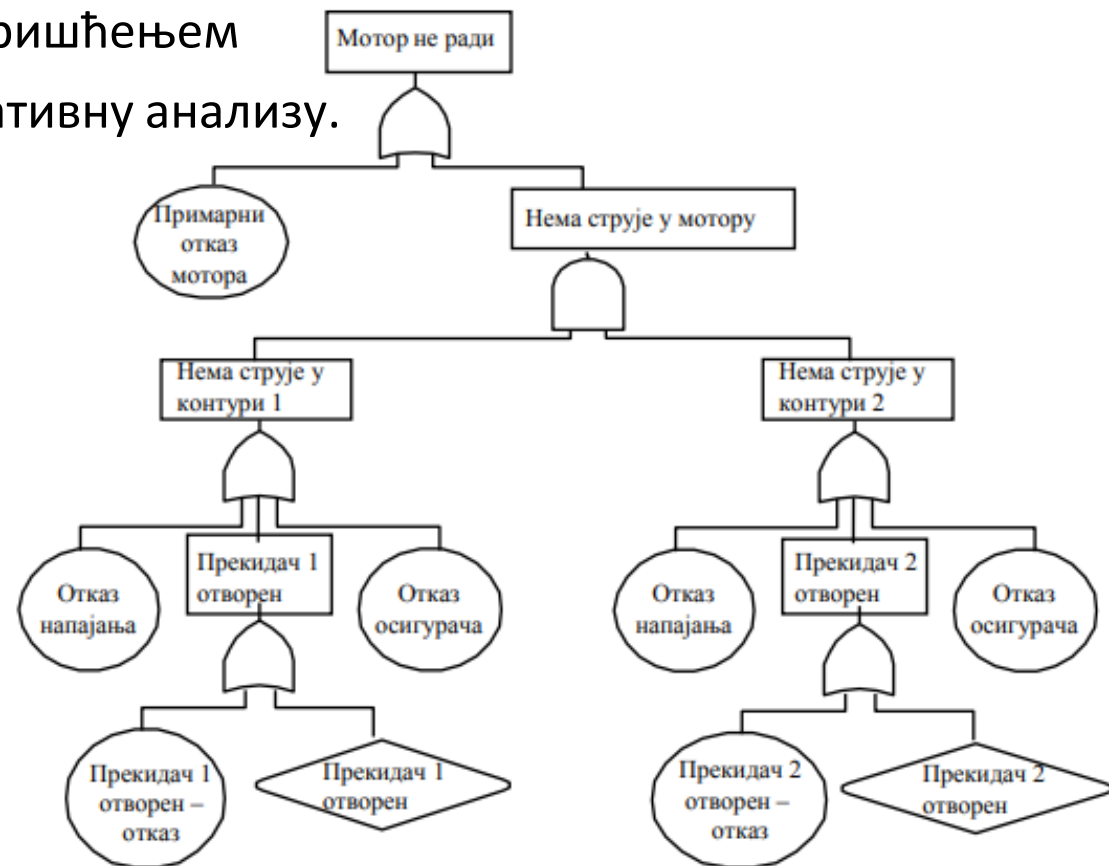 ришћењем
ативну анализу.
Мотор не ради
Примарни
отказ
мотора
Нема струје у мотору
Нема струје у
контури 1
Нема струје у
контури 2
Отказ
напајања
Прекидач 1
отворен
Отказ
осигурача
Отказ
напајања
Прекидач 2
отворен
Отказ
осигурача
Прекидач 1
отворен –
отказ
Прекидач 1
отворен
Прекидач 2
отворен –
отказ
Прекидач 2
отворен